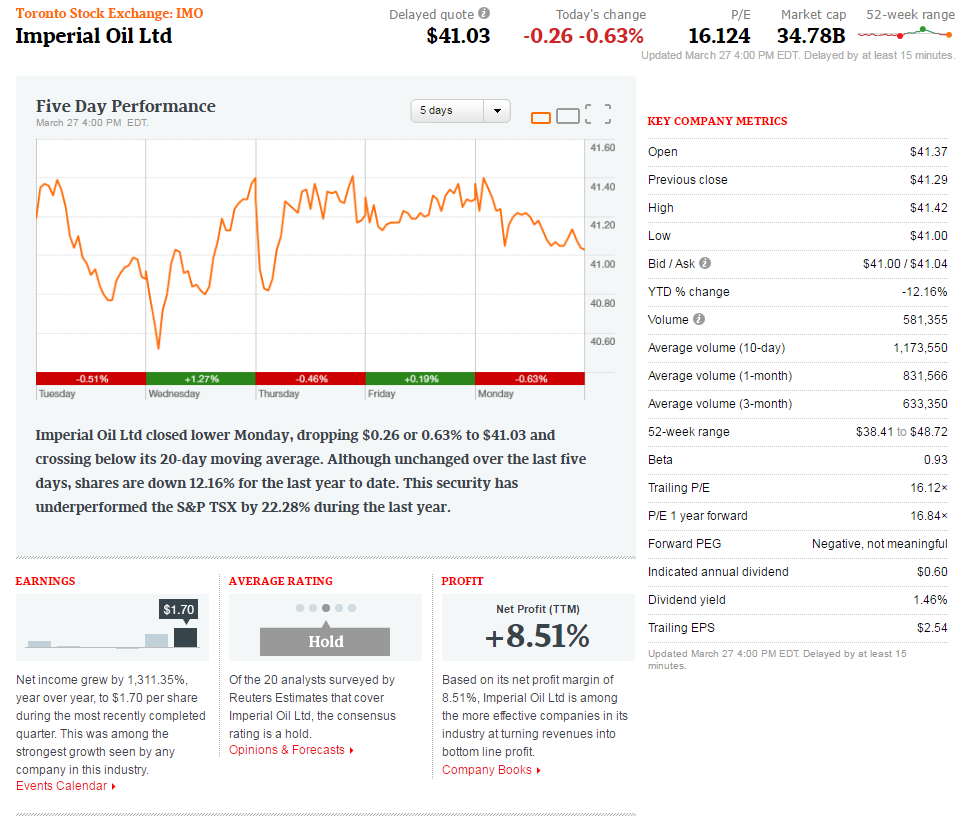 Toronto Stock Exchange: IMO
Imperial Oil Ltd
Delayed quote
$41.03
Today's change
-0.26 -0.63%
P/E
16.124
Market cap
34.78B
52-week range
Updated March 27 4:00 PM EDT. Delayed by at least 15 minutes.
Five Day Performance
March 27 4:00 PM EDT.
5 days
41.60
41.40
41.20
41.00
40.80
40.60
-0.51% +1.27% -0.46% +0.19% -0.63%
Tuesday Wednesday Thursday Friday Monday
Imperial Oil Ltd closed lower Monday, dropping $0.26 or 0.63% to $41.03 and
crossing below its 20-day moving average. Although unchanged over the last five
days, shares are down 12.16% for the last year to date. This security has
underperformed the S&P TSX by 22.28% during the last year.
EARNINGS
$1.70
Net income grew by 1,311.35%,
year over year, to $1.70 per share
during the most recently completed
quarter. This was among the
strongest growth seen by any
company in this industry.
Events Calendar
AVERAGE RATING
Hold
Of the 20 analysts surveyed by
Reuters Estimates that cover
Imperial Oil Ltd, the consensus
rating is a hold.
Opinions & Forecasts
PROFIT
Net Profit (TTM)
+8.51%
Based on its net profit margin of
8.51%, Imperial Oil Ltd is among
the more effective companies in its
industry at turning revenues into
bottom line profit.
Company Books
KEY COMPANY METRICS
Open $41.37
Previous close $41.29
High $41.42
Low $41.00
Bid / Ask $41.00 / $41.04
YTD % change -12.16%
Volume 581,355
Average volume (10-day) 1,173,550
Average volume (1-month) 831,566
Average volume (3-month) 633,350
52-week range $38.41 to $48.72
Beta 0.93
Trailing P/E 16.12×
P/E 1 year forward 16.84×
Forward PEG Negative, not meaningful
Indicated annual dividend $0.60
Dividend yield 1.46%
Trailing EPS $2.54
Updated March 27 4:00 PM EDT. Delayed by at least 15
minutes.